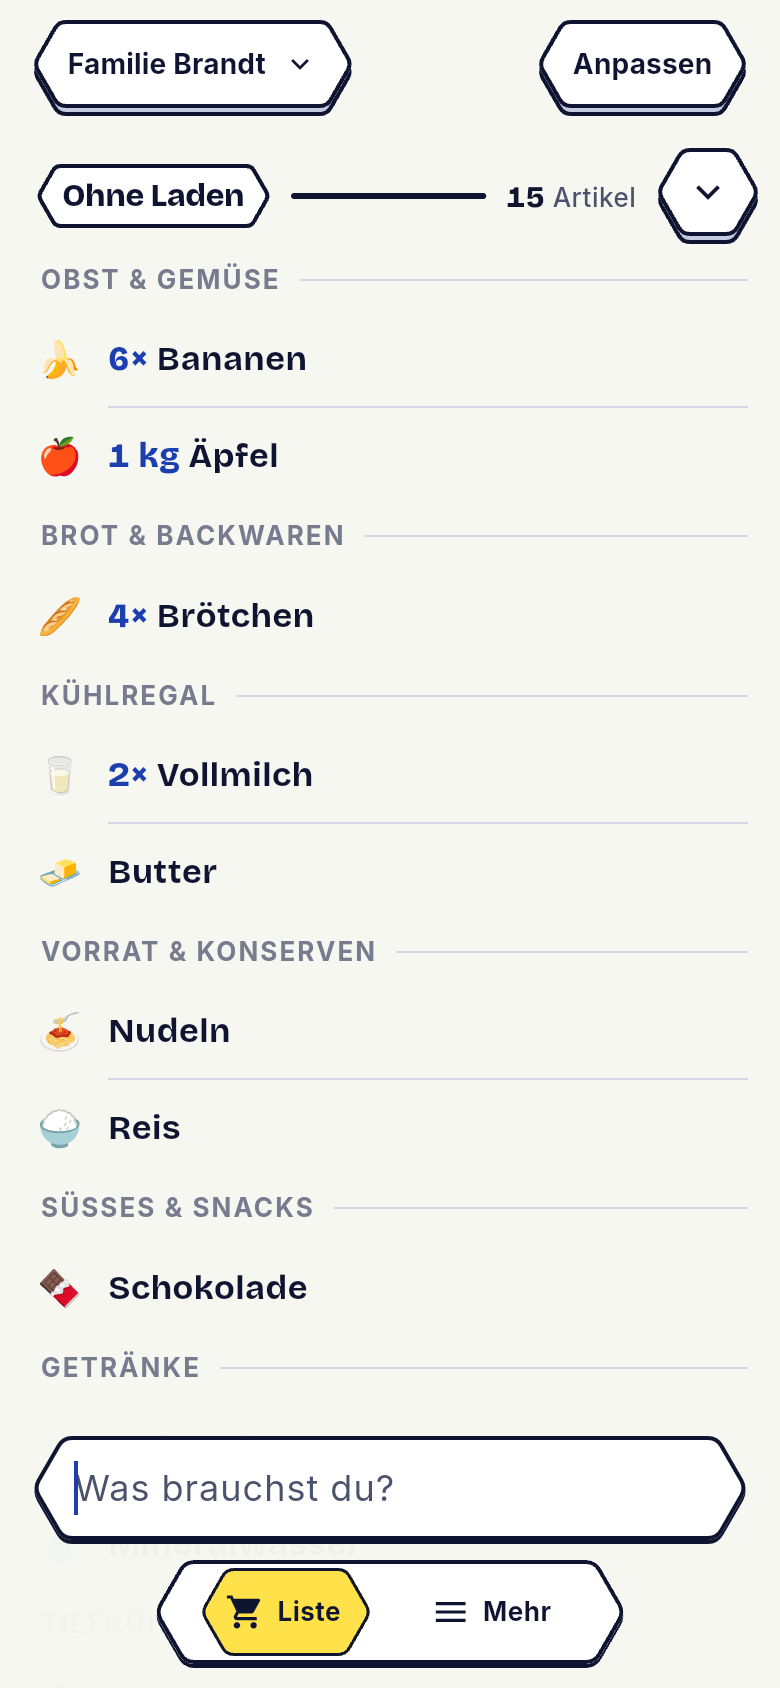 Familie Brandt
Anpassen
Ohne Laden
15 Artikel
OBST & GEMÜSE
6× Bananen
1 kg Äpfel
BROT & BACKWAREN
4× Brötchen
KÜHLREGAL
2× Vollmilch
Butter
VORRAT & KONSERVEN
Nudeln
Reis
SÜSSES & SNACKS
Schokolade
GETRÄNKE
Was brauchst du?
Mineralwasser
Liste
Mehr